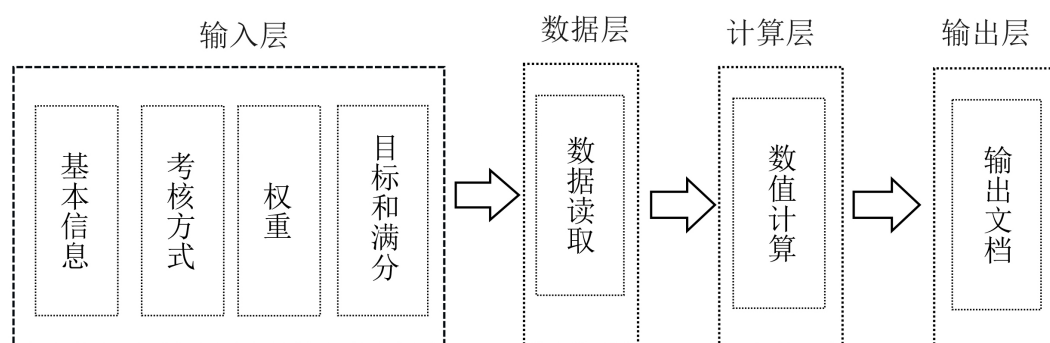 输入层
数据层
计算层
输出层
基本信息
考核方式
权重
目标和满分
数据读取
数值计算
输出文档